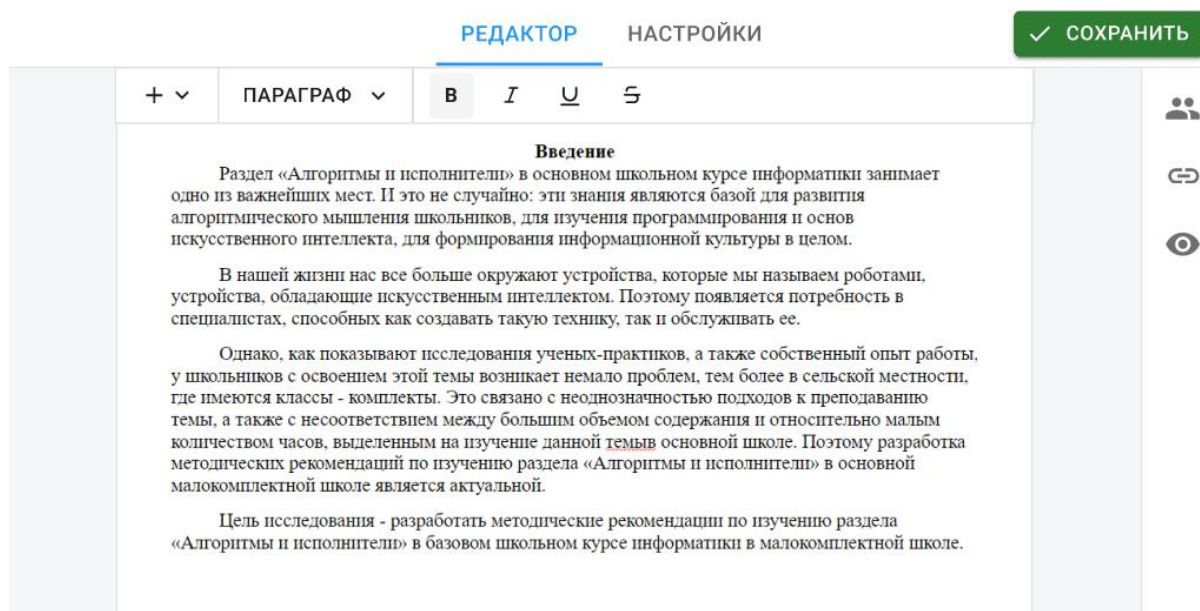 РЕДАКТОР НАСТРОЙКИ СОХРАНИТЬ
ПАРАГРАФ B I U S
Введение
Раздел «Алгоритмы и исполнители» в основном школьном курсе информатики занимает
одно из важнейших мест. И это не случайно: эти знания являются базой для развития
алгоритмического мышления школьников, для изучения программирования и основ
искусственного интеллекта, для формирования информационной культуры в целом.
В нашей жизни нас все больше окружают устройства, которые мы называем роботами,
устройства, обладающие искусственным интеллектом. Поэтому появляется потребность в
специалистах, способных как создавать такую технику, так и обслуживать ее.
Однако, как показывают исследования ученых-практиков, а также собственный опыт работы,
у школьников с освоением этой темы возникает немало проблем, тем более в сельской местности,
где имеются классы - комплекты. Это связано с неоднозначностью подходов к преподаванию
темы, а также с несоответствием между большим объемом содержания и относительно малым
количеством часов, выделенным на изучение данной темыв основной школе. Поэтому разработка
методических рекомендаций по изучению раздела «Алгоритмы и исполнители» в основной
малокомплектной школе является актуальной.
Цель исследования - разработать методические рекомендации по изучению раздела
«Алгоритмы и исполнители» в базовом школьном курсе информатики в малокомплектной школе.